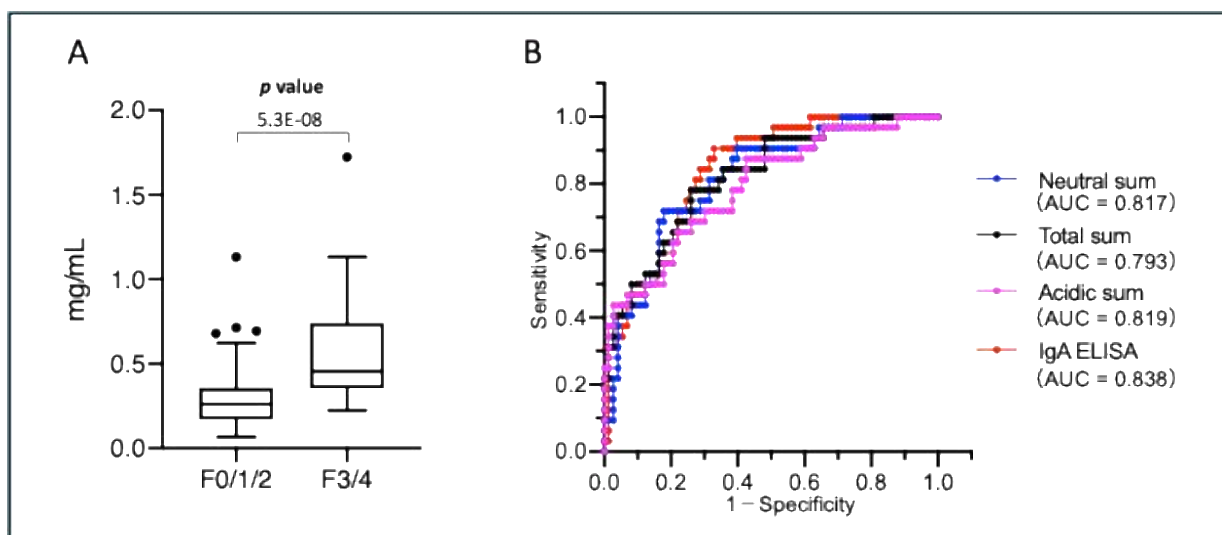 A
p value
5.3E-08
2.0
1.5
1.0
0.5
0.0
mg/mL
F0/1/2
F3/4
B
1.0
0.8
0.6
0.4
0.2
0.0
Sensitivity
0.0
0.2
0.4
0.6
0.8
1.0
1 – Specificity
Neutral sum
(AUC = 0.817)
Total sum
(AUC = 0.793)
Acidic sum
(AUC = 0.819)
IgA ELISA
(AUC = 0.838)